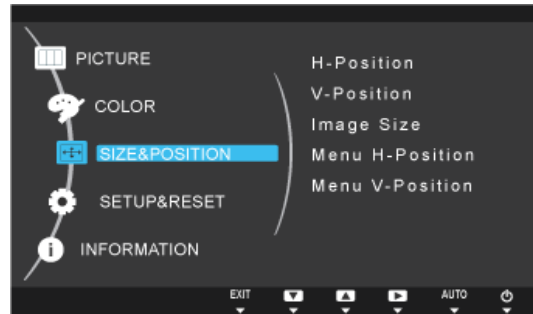 PICTURE
COLOR
SIZE&POSITION
SETUP&RESET
INFORMATION
H-Position
V-Position
Image Size
Menu H-Position
Menu V-Position
EXIT
AUTO